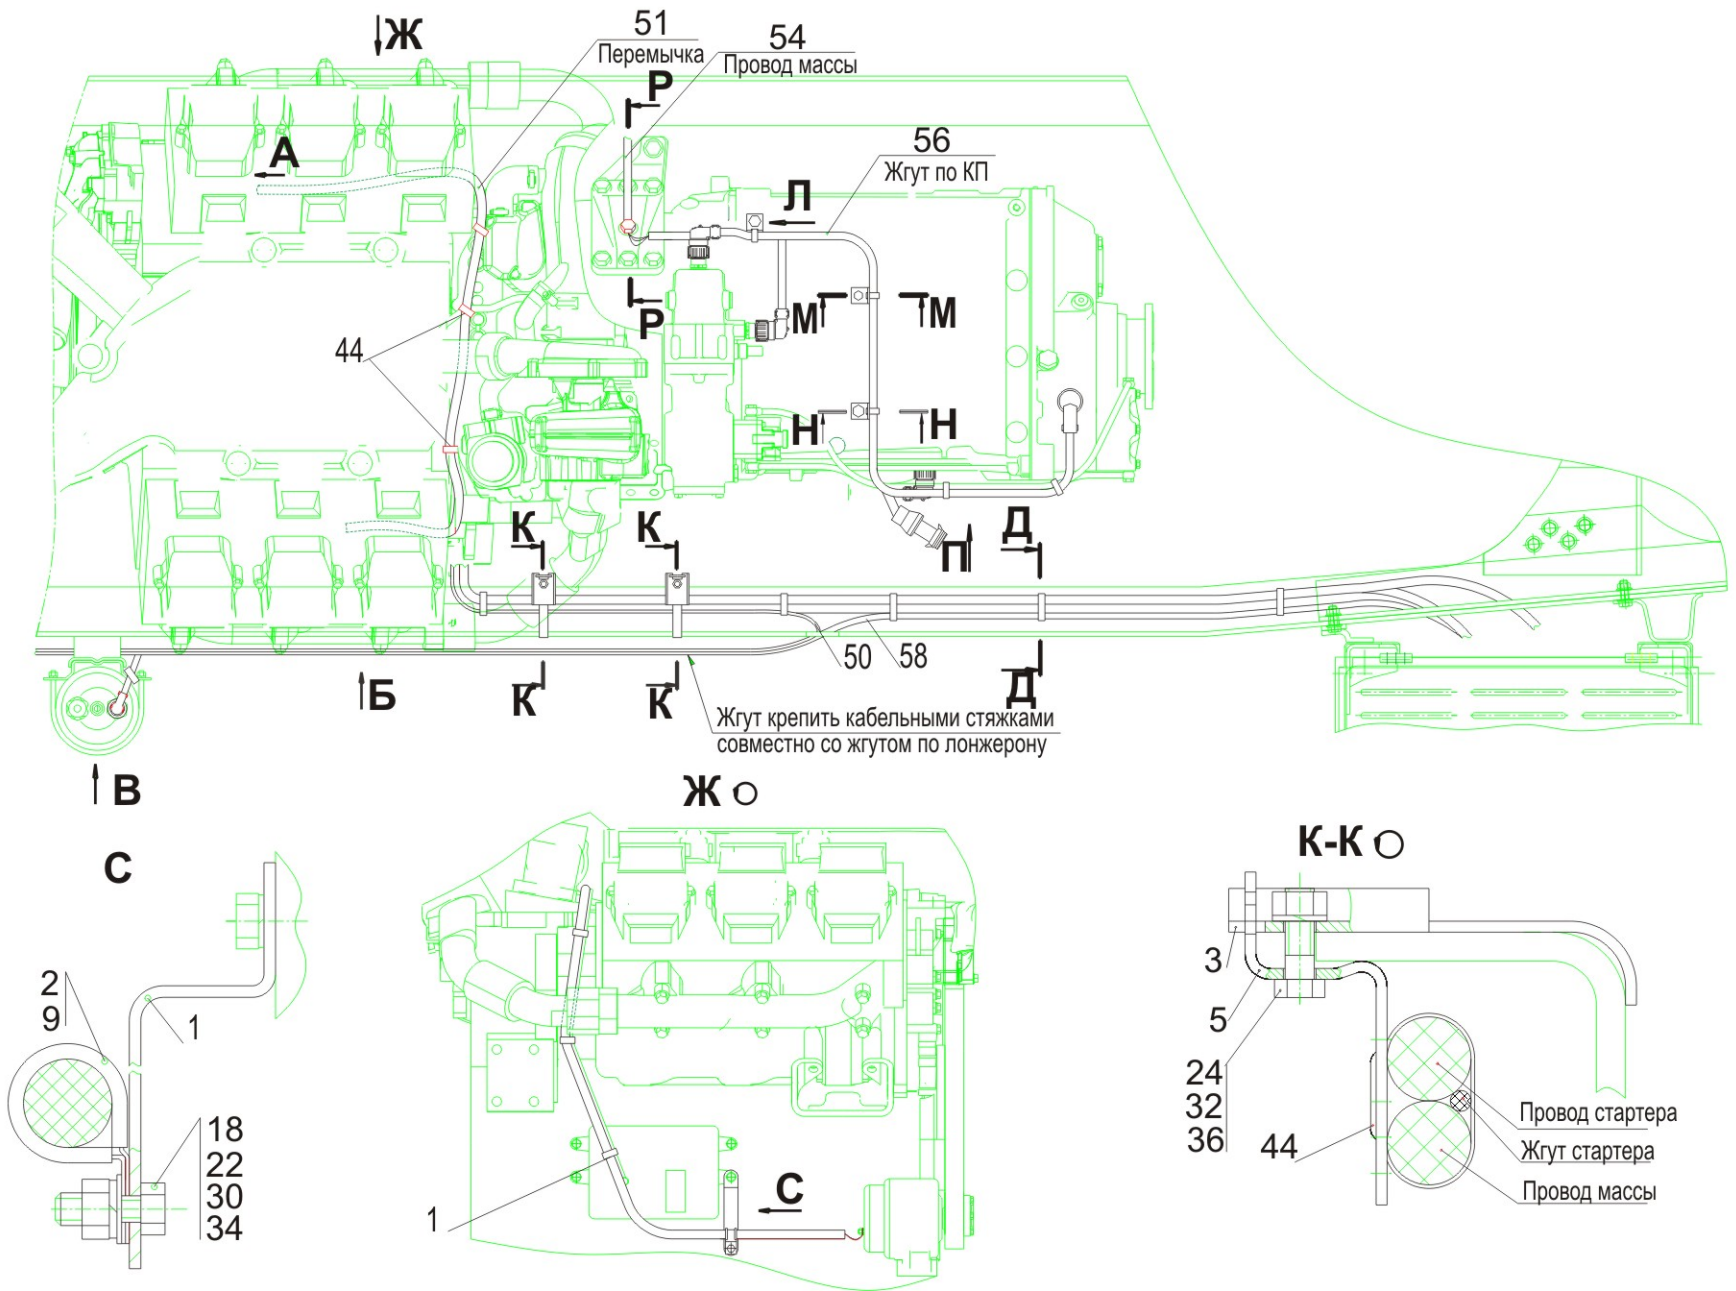 Ж
51
Перемычка
54
Провод массы
Р
А
56
Жгут по КП
Л
М
М
Р
44
Н
Н
К
К
П
Д
50
58
К
К
Д
Б
Жгут крепить кабельными стяжками
совместно со жгутом по лонжерону
В
Ж
С
К-К
2
9
1
18
22
30
34
1
С
3
5
24
32
36
44
Провод стартера
Жгут стартера
Провод массы